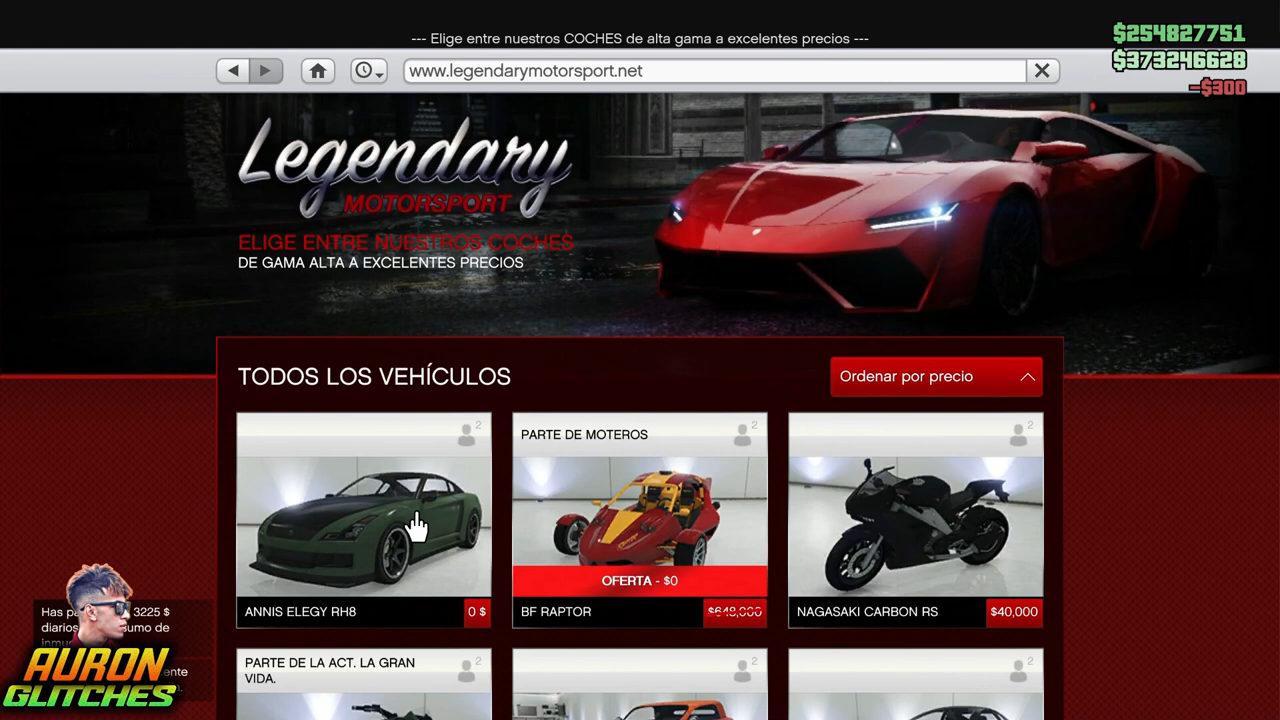 --- Elige entre nuestros COCHES de alta gama a excelentes precios ---
$254827751
$373246628
-$300
www.legendarymotorsport.net
Legendary
MOTORSPORT
ELIGE ENTRE NUESTROS COCHES
DE GAMA ALTA A EXCELENTES PRECIOS
TODOS LOS VEHÍCULOS
Ordenar por precio
2
PARTE DE MOTEROS
2
2
OFERTA - $0
ANNIS ELEGY RH8
0 $
BF RAPTOR
$648,000
NAGASAKI CARBON RS
$40,000
PARTE DE LA ACT. LA GRAN
VIDA.
2
2
2
Has 3225 $
diarios
AURON
GLITCHES